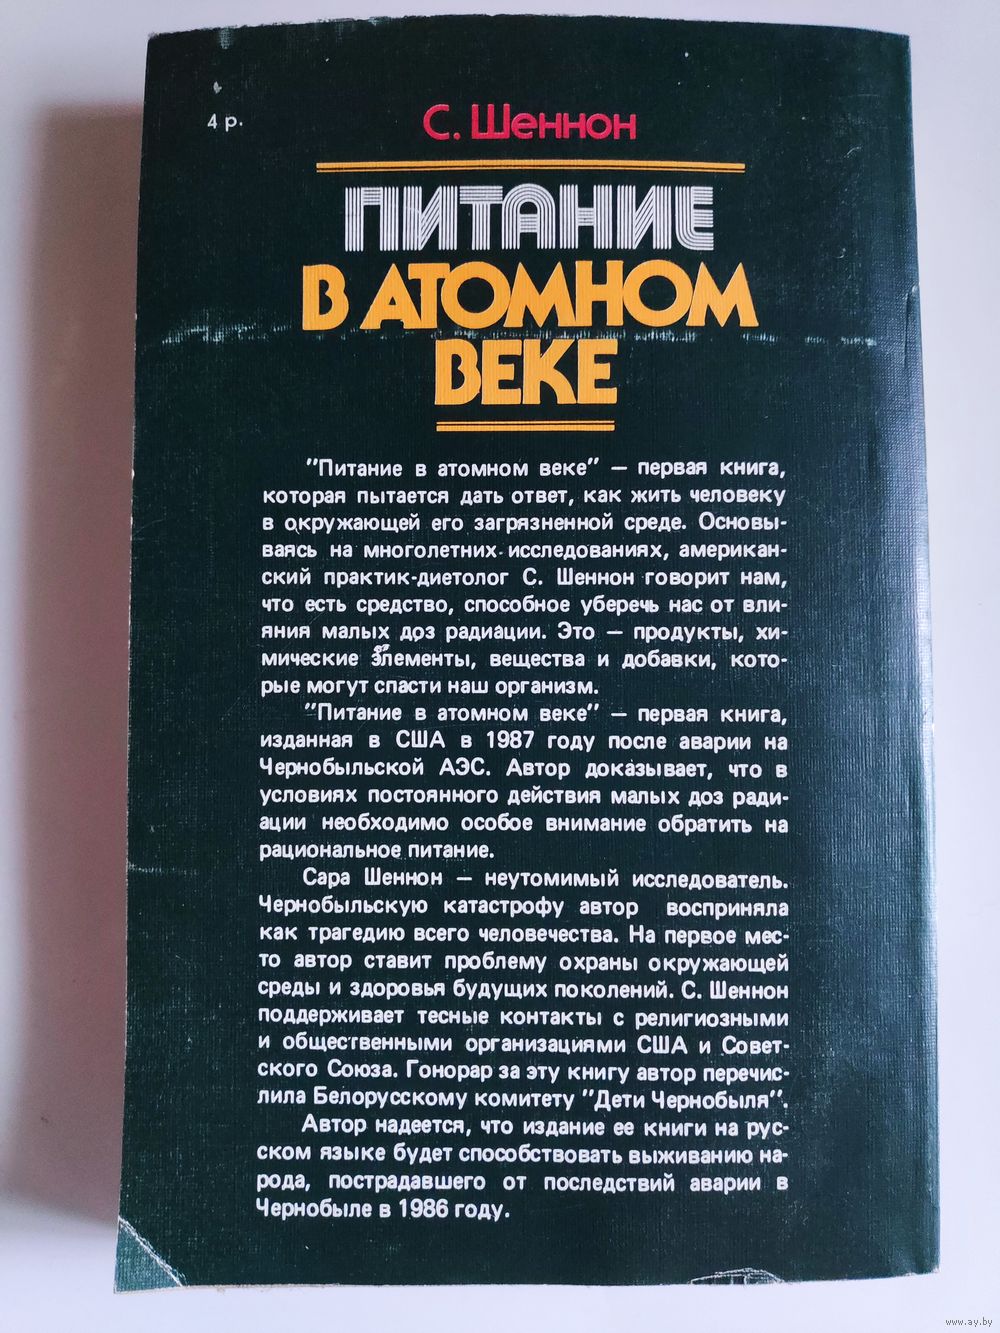 4 р.
С. Шеннон
ПИТАНИЕ
В АТОМНОМ
ВЕКЕ
"Питание в атомном веке" — первая книга,
которая пытается дать ответ, как жить человеку
в окружающей его загрязненной среде. Основы-
ваясь на многолетних исследованиях, американ-
ский практик-диетолог С. Шеннон говорит нам,
что есть средство, способное уберечь нас от вли-
яния малых доз радиации. Это — продукты, хи-
мические элементы, вещества и добавки, кото-
рые могут спасти наш организм.
"Питание в атомном веке" — первая книга,
изданная в США в 1987 году после аварии на
Чернобыльской АЭС. Автор доказывает, что в
условиях постоянного действия малых доз ради-
ации необходимо особое внимание обратить на
рациональное питание.
Сара Шеннон — неутомимый исследователь.
Чернобыльскую катастрофу автор восприняла
как трагедию всего человечества. На первое мес-
то автор ставит проблему охраны окружающей
среды и здоровья будущих поколений. С. Шеннон
поддерживает тесные контакты с религиозными
и общественными организациями США и Совет-
ского Союза. Гонорар за эту книгу автор перечис-
лила Белорусскому комитету "Дети Чернобыля".
Автор надеется, что издание ее книги на рус-
ском языке будет способствовать выживанию на-
рода, пострадавшего от последствий аварии в
Чернобыле в 1986 году.
www.ay.by